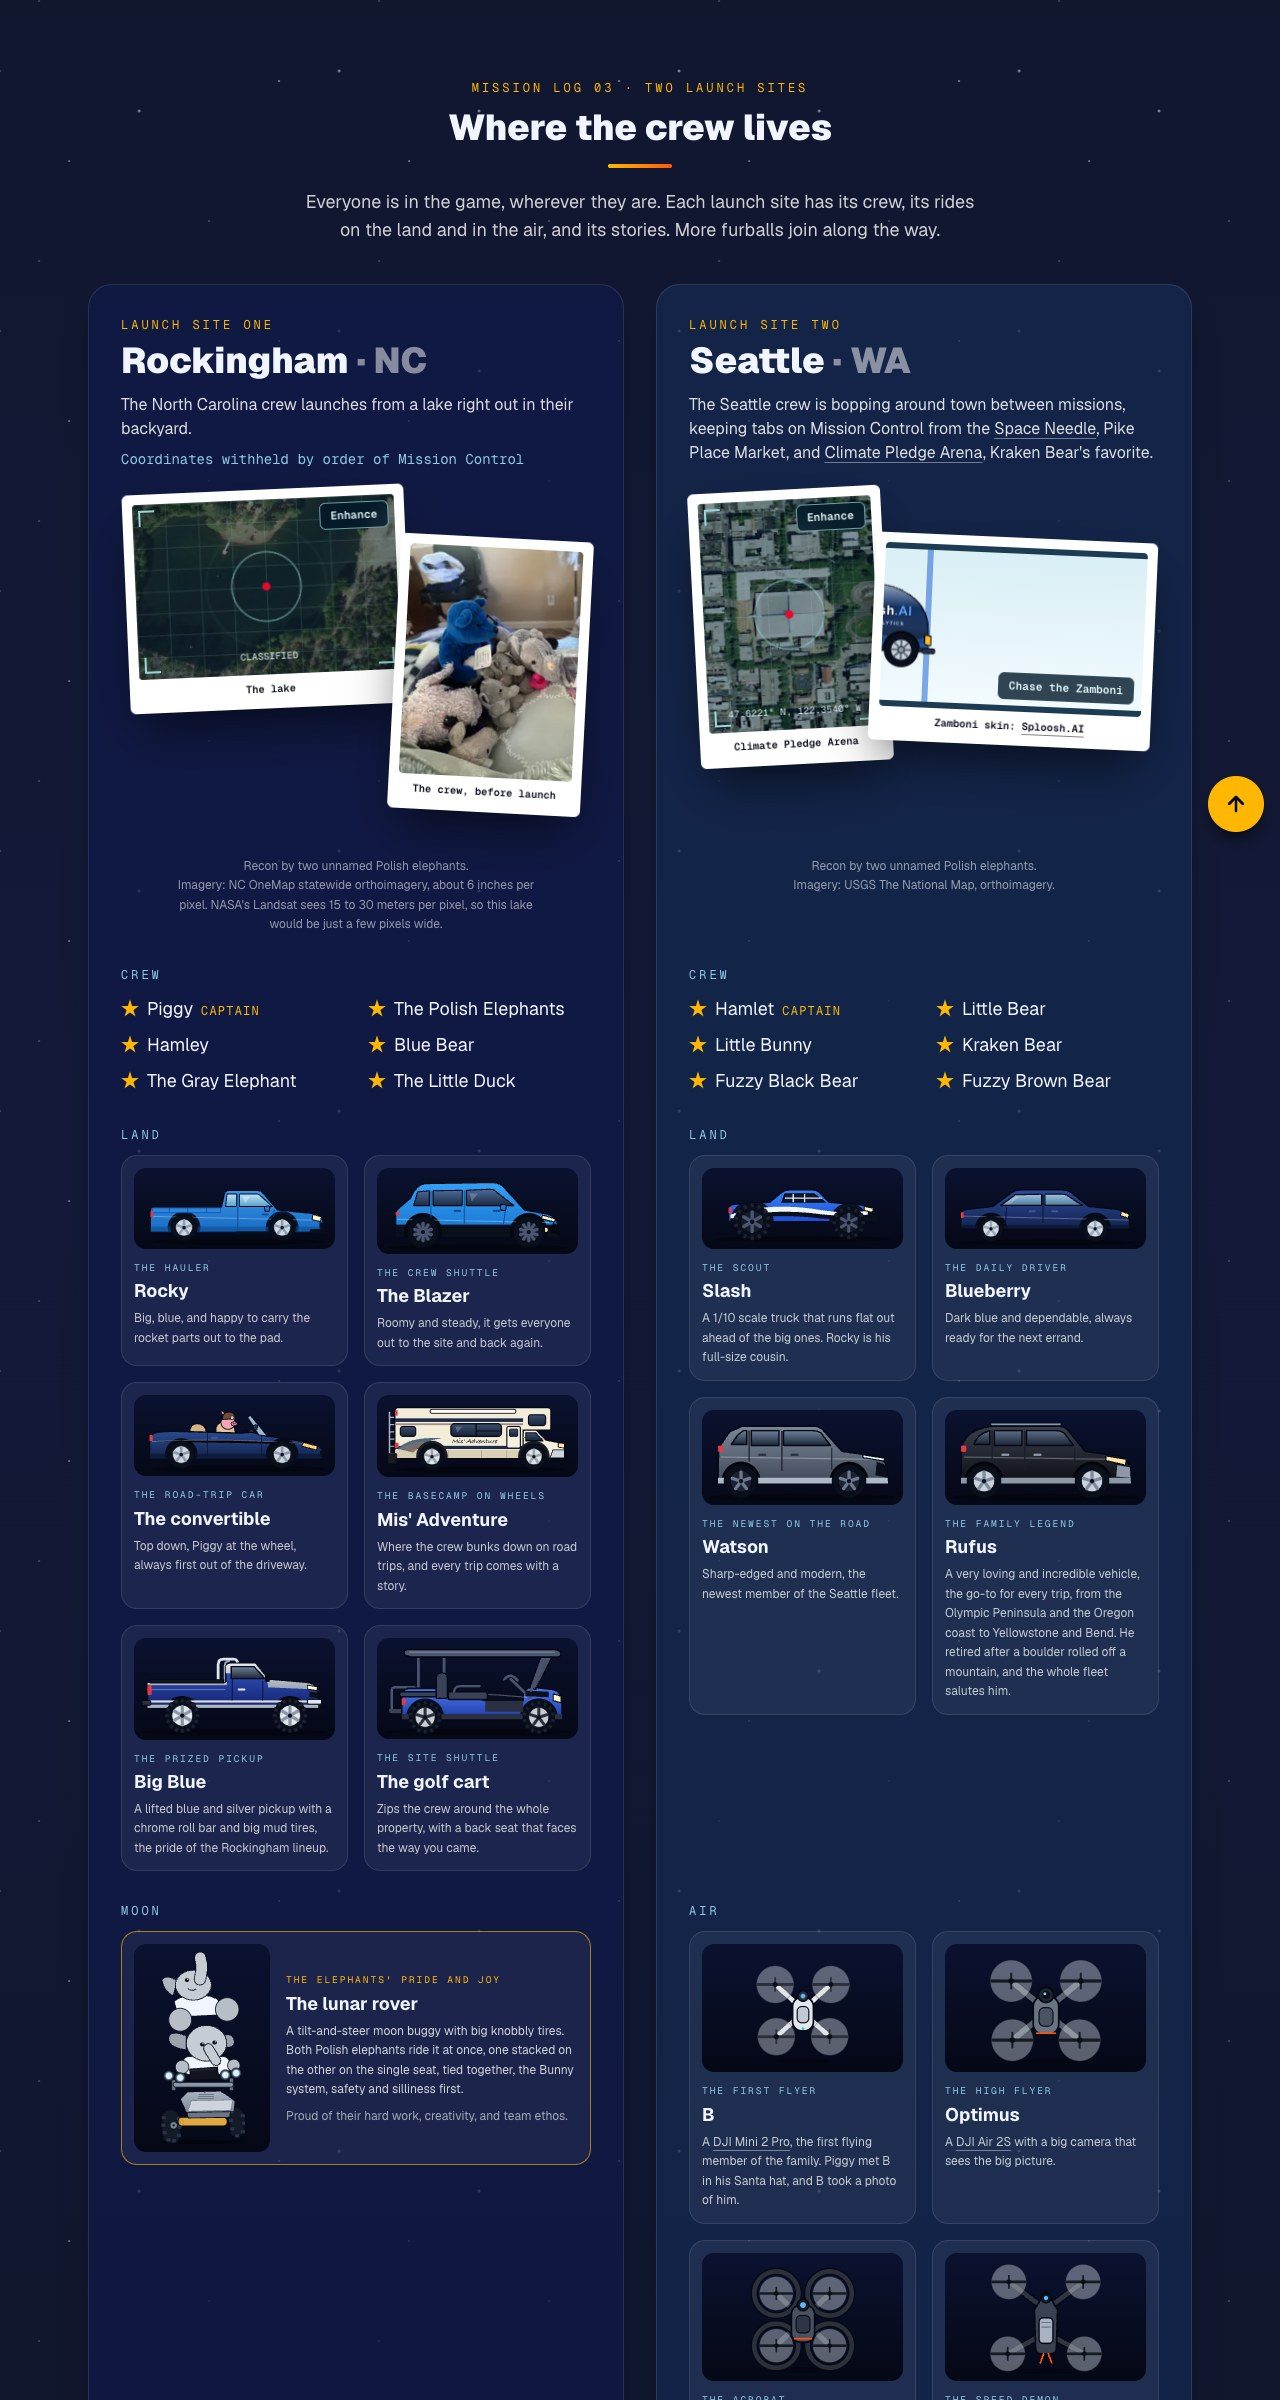 MISSION LOG 03 · TWO LAUNCH SITES
Where the crew lives
Everyone is in the game, wherever they are. Each launch site has its crew, its rides
on the land and in the air, and its stories. More furballs join along the way.
LAUNCH SITE ONE
Rockingham · NC
The North Carolina crew launches from a lake right out in their
backyard.
Coordinates withheld by order of Mission Control
Enhance
CLASSIFIED
The lake
The crew, before launch
Recon by two unnamed Polish elephants.
Imagery: NC OneMap statewide orthoimagery, about 6 inches per
pixel. NASA's Landsat sees 15 to 30 meters per pixel, so this lake
would be just a few pixels wide.
CREW
Piggy CAPTAIN
The Polish Elephants
Hamley
Blue Bear
The Gray Elephant
The Little Duck
LAND
THE HAULER
Rocky
Big, blue, and happy to carry the
rocket parts out to the pad.
THE CREW SHUTTLE
The Blazer
Roomy and steady, it gets everyone
out to the site and back again.
THE ROAD-TRIP CAR
The convertible
Top down, Piggy at the wheel,
always first out of the driveway.
Mis' Adventure
THE BASECAMP ON WHEELS
Mis' Adventure
Where the crew bunks down on road
trips, and every trip comes with a
story.
THE PRIZED PICKUP
Big Blue
A lifted blue and silver pickup with a
chrome roll bar and big mud tires,
the pride of the Rockingham lineup.
THE SITE SHUTTLE
The golf cart
Zips the crew around the whole
property, with a back seat that faces
the way you came.
MOON
THE ELEPHANTS' PRIDE AND JOY
The lunar rover
A tilt-and-steer moon buggy with big knobbly tires.
Both Polish elephants ride it at once, one stacked on
the other on the single seat, tied together, the Bunny
system, safety and silliness first.
Proud of their hard work, creativity, and team ethos.
LAUNCH SITE TWO
Seattle · WA
The Seattle crew is bopping around town between missions,
keeping tabs on Mission Control from the Space Needle, Pike
Place Market, and Climate Pledge Arena, Kraken Bear's favorite.
Enhance
47.6221° N, 122.3540° W
Climate Pledge Arena
sh.AI
YTICS
Chase the Zamboni
Zamboni skin: Sploosh.AI
Recon by two unnamed Polish elephants.
Imagery: USGS The National Map, orthoimagery.
CREW
Hamlet CAPTAIN
Little Bear
Little Bunny
Kraken Bear
Fuzzy Black Bear
Fuzzy Brown Bear
LAND
THE SCOUT
Slash
A 1/10 scale truck that runs flat out
ahead of the big ones. Rocky is his
full-size cousin.
THE DAILY DRIVER
Blueberry
Dark blue and dependable, always
ready for the next errand.
THE NEWEST ON THE ROAD
Watson
Sharp-edged and modern, the
newest member of the Seattle fleet.
THE FAMILY LEGEND
Rufus
A very loving and incredible vehicle,
the go-to for every trip, from the
Olympic Peninsula and the Oregon
coast to Yellowstone and Bend. He
retired after a boulder rolled off a
mountain, and the whole fleet
salutes him.
AIR
THE FIRST FLYER
B
A DJI Mini 2 Pro, the first flying
member of the family. Piggy met B
in his Santa hat, and B took a photo
of him.
THE HIGH FLYER
Optimus
A DJI Air 2S with a big camera that
sees the big picture.
THE ACROBAT
THE SPEED DEMON